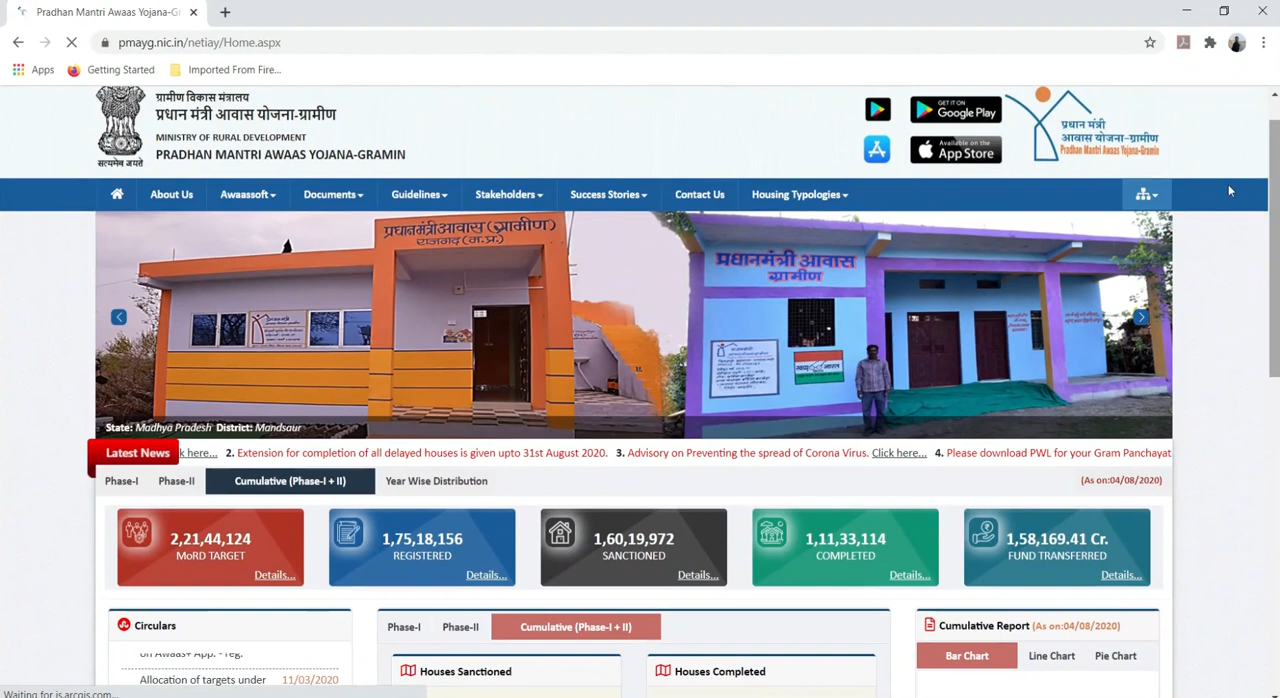 Pradhan Mantri Awaas Yojana-Gr
pmayg.nic.in/netiay/Home.aspx
Apps Getting Started Imported From Fire...
ग्रामीण विकास मंत्रालय
प्रधान मंत्री आवास योजना-ग्रामीण
MINISTRY OF RURAL DEVELOPMENT
PRADHAN MANTRI AWAAS YOJANA-GRAMIN
सत्यमेव जयते
GET IT ON
Google Play
Available on the
App Store
प्रधान मंत्री
आवास योजना-ग्रामीण
Pradhan Mantri Awaas Yojana-Gramin
About Us Awaassoft Documents Guidelines Stakeholders Success Stories Contact Us Housing Typologies
प्रधानमंत्री आवास (ग्रामीण)
राजगढ़ (म.प्र.)
प्रधानमंत्री आवास
ग्रामीण
State: Madhya Pradesh District: Mandsaur
Latest News k here... 2. Extension for completion of all delayed houses is given upto 31st August 2020. 3. Advisory on Preventing the spread of Corona Virus. Click here... 4. Please download PWL for your Gram Panchayat
Phase-I Phase-II Cumulative (Phase-I + II) Year Wise Distribution (As on:04/08/2020)
2,21,44,124
MoRD TARGET
Details...
1,75,18,156
REGISTERED
Details...
1,60,19,972
SANCTIONED
Details...
1,11,33,114
COMPLETED
Details...
1,58,169.41 Cr.
FUND TRANSFERRED
Details...
Circulars
on Awaas+ App. - reg.
Allocation of targets under 11/03/2020
Phase-I Phase-II Cumulative (Phase-I + II)
Houses Sanctioned Houses Completed
Cumulative Report (As on:04/08/2020)
Bar Chart Line Chart Pie Chart
Waiting for js.arcgis.com...